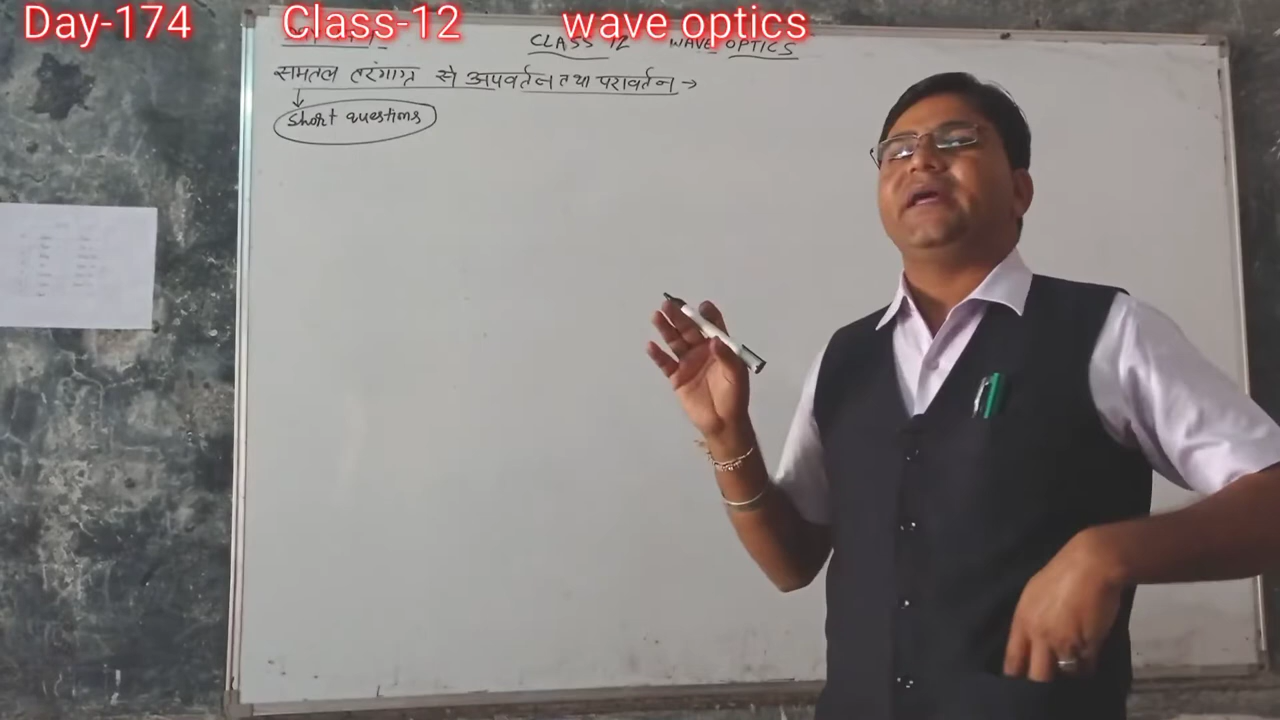 Day-174 Class-12 wave optics
CLASS 12 WAVE OPTICS
समतल तरंगाग्र से अपवर्तन तथा परावर्तन →
Short questions